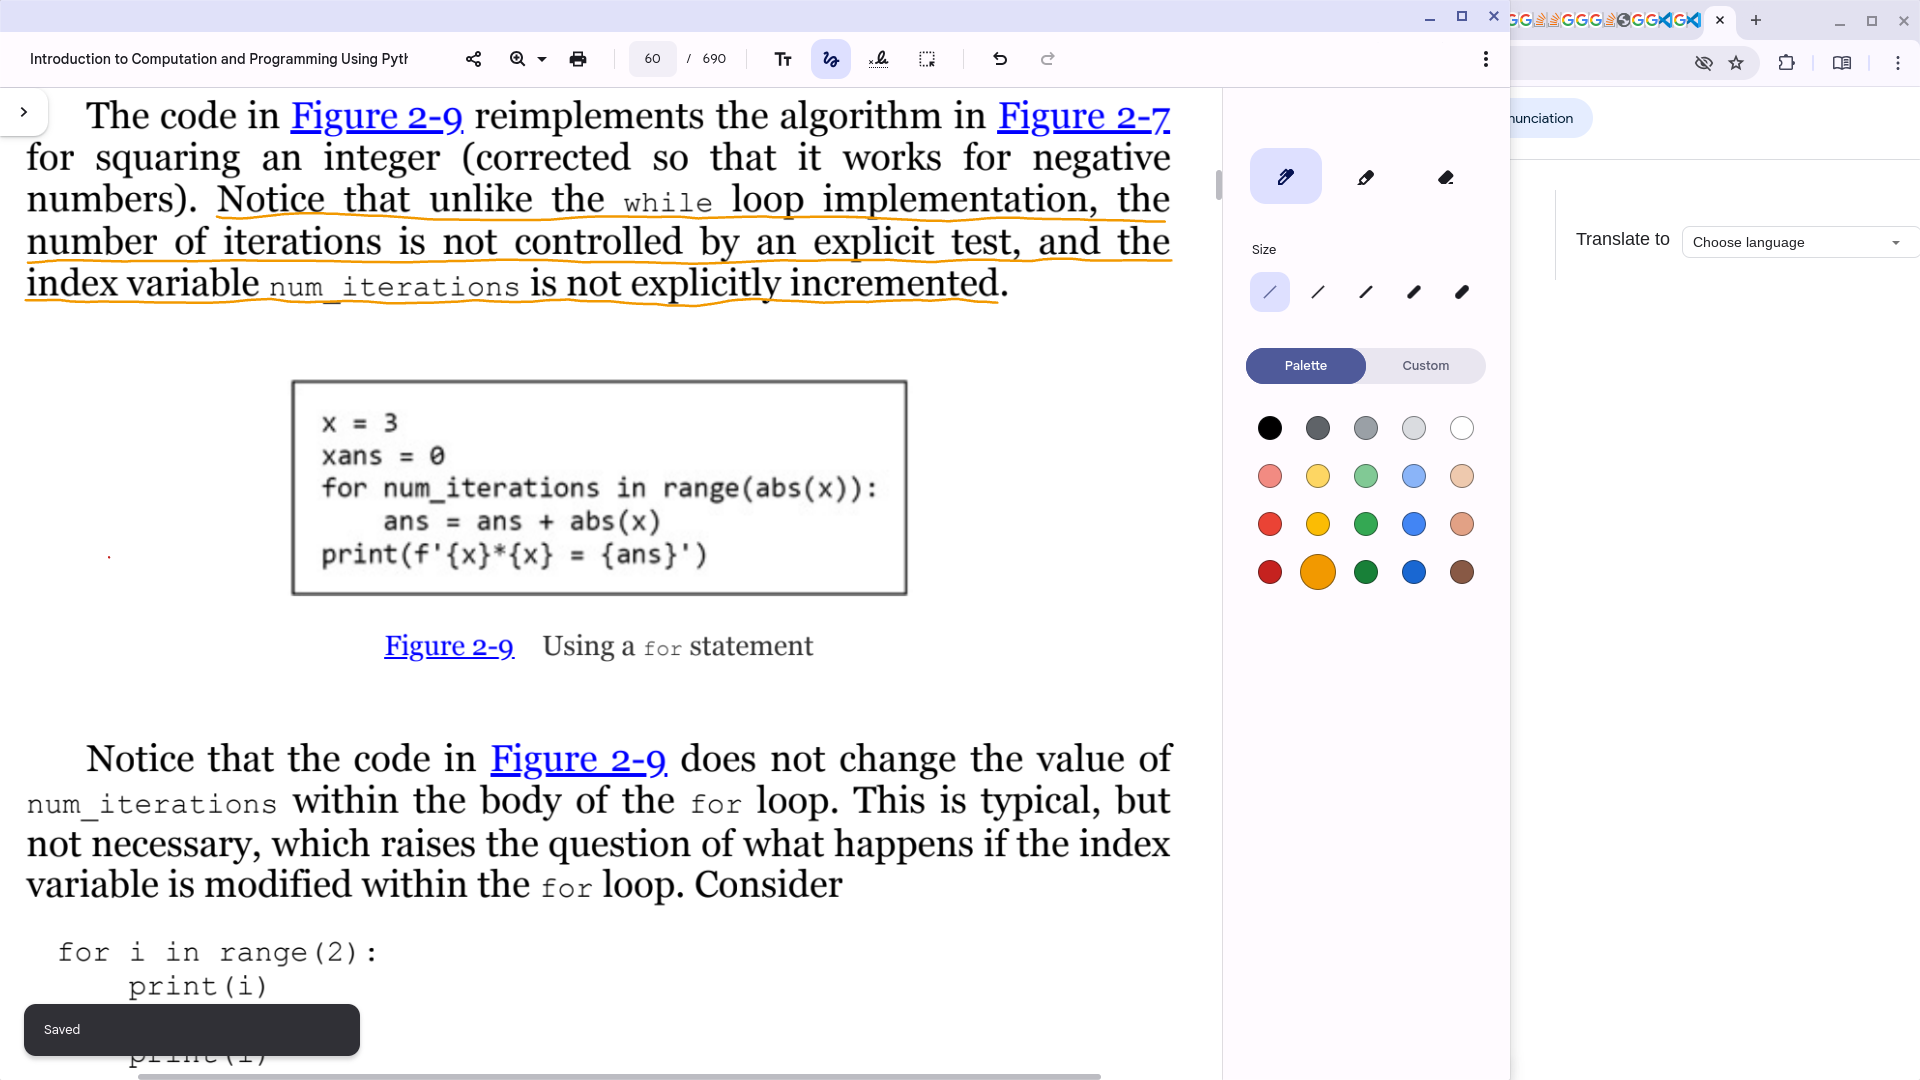 Introduction to Computation and Programming Using Pyth
60 / 690
The code in Figure 2-9 reimplements the algorithm in Figure 2-7
for squaring an integer (corrected so that it works for negative
numbers). Notice that unlike the while loop implementation, the
number of iterations is not controlled by an explicit test, and the
index variable num_iterations is not explicitly incremented.
x = 3
xans = 0
for num_iterations in range(abs(x)):
    ans = ans + abs(x)
print(f'{x}*{x} = {ans}')
Figure 2-9 Using a for statement
Notice that the code in Figure 2-9 does not change the value of
num_iterations within the body of the for loop. This is typical, but
not necessary, which raises the question of what happens if the index
variable is modified within the for loop. Consider
for i in range(2):
    print(i)
    print(i)
Saved
Size
Palette Custom
nunciation
Translate to Choose language